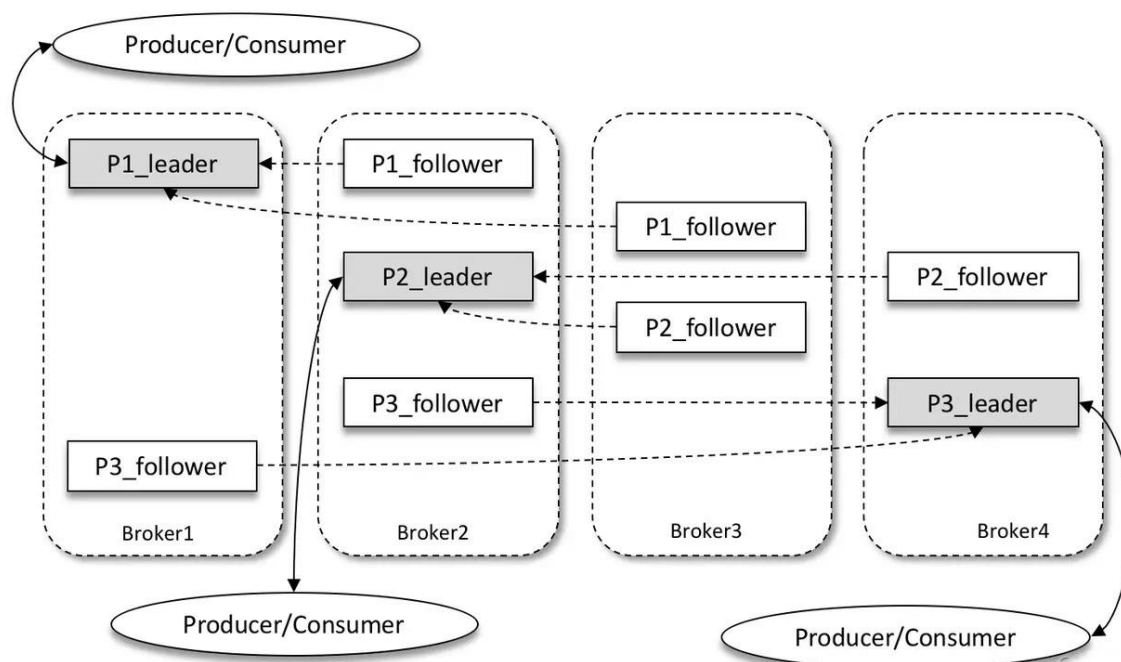 Producer/Consumer
P1_leader
P1_follower
P1_follower
P2_leader
P2_follower
P2_follower
P3_follower
P3_leader
P3_follower
Broker1
Broker2
Broker3
Broker4
Producer/Consumer
Producer/Consumer